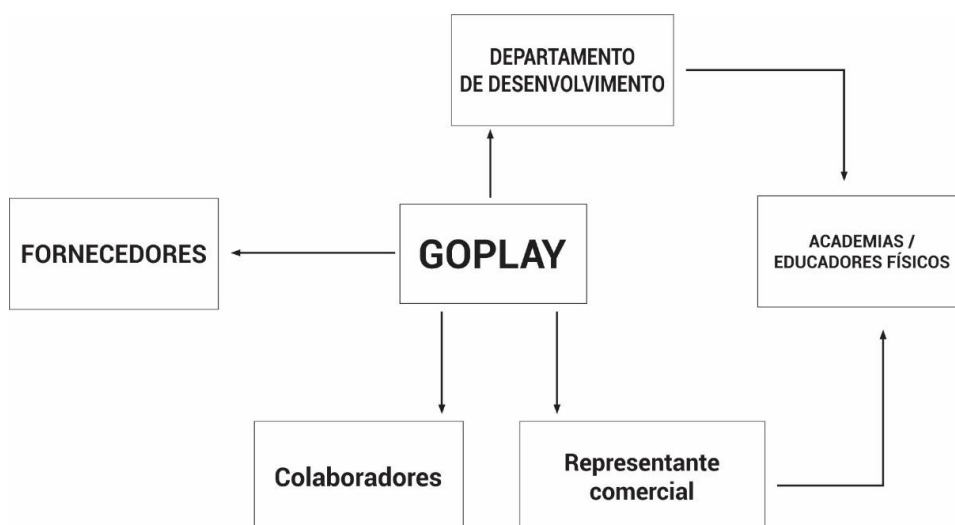 DEPARTAMENTO
DE DESENVOLVIMENTO
FORNECEDORES
GOPLAY
ACADEMIAS /
EDUCADORES FÍSICOS
Colaboradores
Representante
comercial